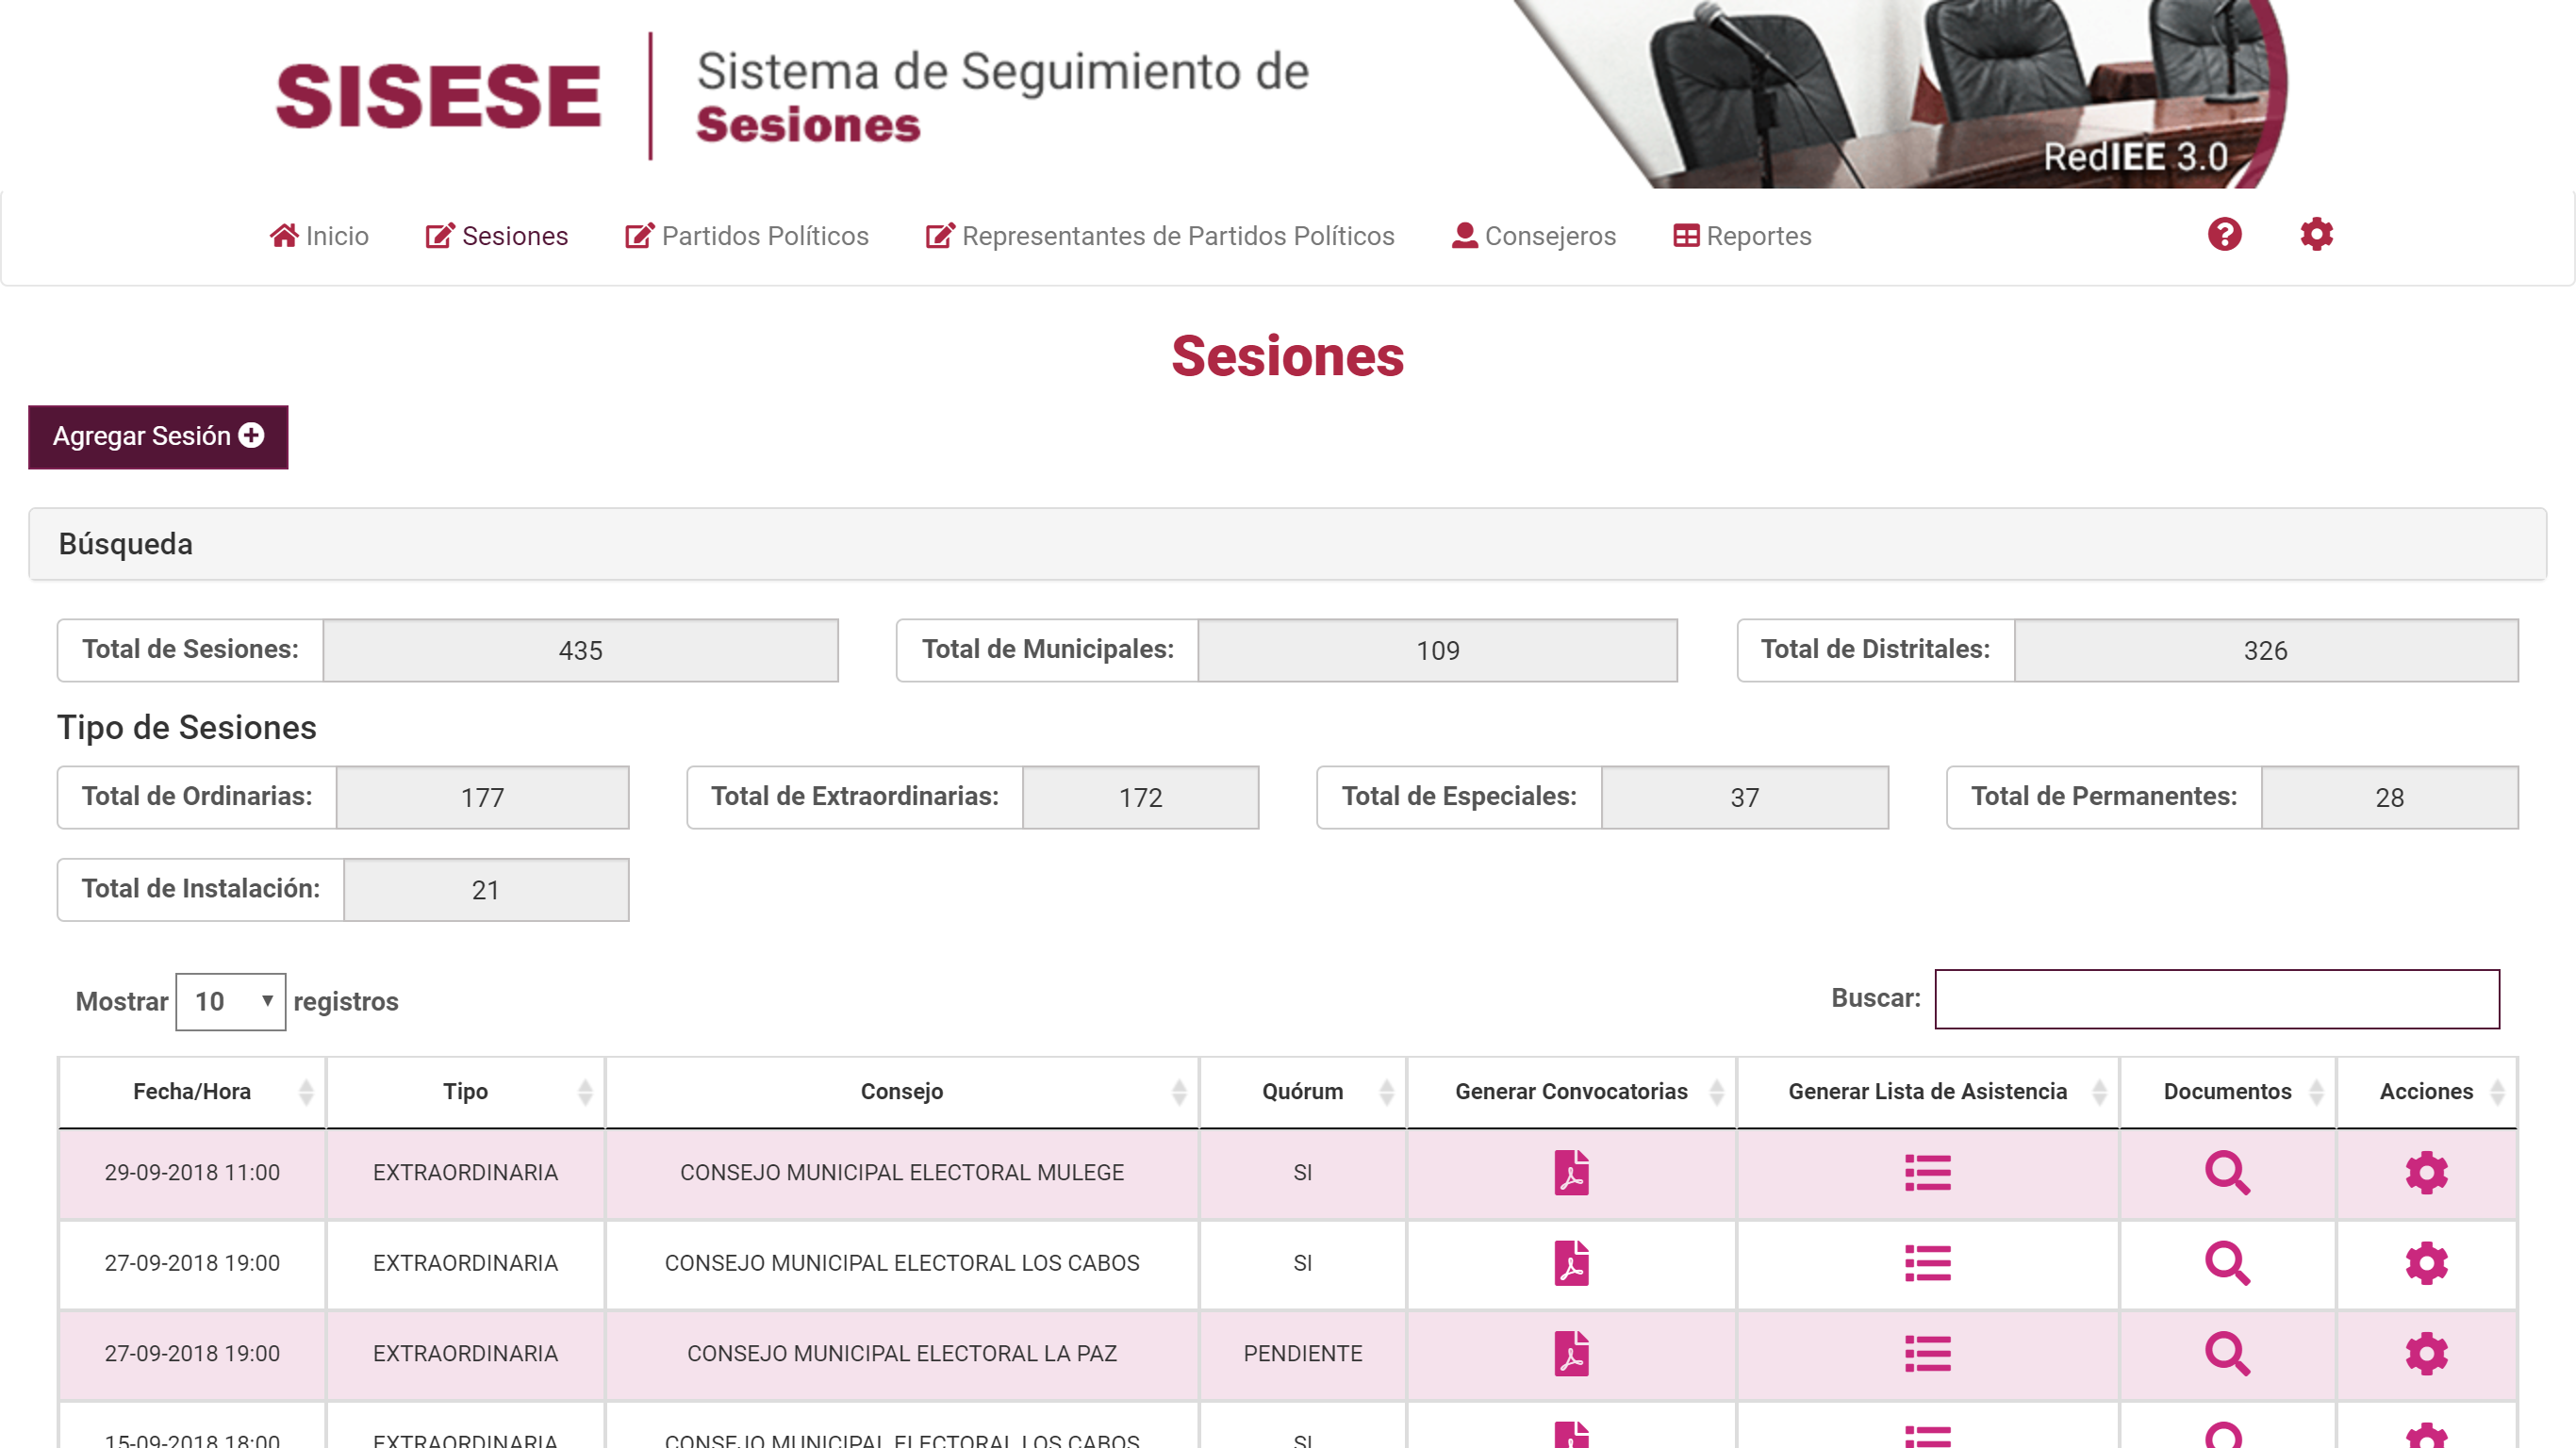 SISESE
Sistema de Seguimiento de
Sesiones
RedIEE 3.0
Inicio
Sesiones
Partidos Políticos
Representantes de Partidos Políticos
Consejeros
Reportes
Sesiones
Agregar Sesión
Búsqueda
Total de Sesiones: 435
Total de Municipales: 109
Total de Distritales: 326
Tipo de Sesiones
Total de Ordinarias: 177
Total de Extraordinarias: 172
Total de Especiales: 37
Total de Permanentes: 28
Total de Instalación: 21
Mostrar 10 registros
Buscar:
Fecha/Hora Tipo Consejo Quórum Generar Convocatorias Generar Lista de Asistencia Documentos Acciones
29-09-2018 11:00 EXTRAORDINARIA CONSEJO MUNICIPAL ELECTORAL MULEGE SI
27-09-2018 19:00 EXTRAORDINARIA CONSEJO MUNICIPAL ELECTORAL LOS CABOS SI
27-09-2018 19:00 EXTRAORDINARIA CONSEJO MUNICIPAL ELECTORAL LA PAZ PENDIENTE
15-09-2018 18:00 EXTRAORDINARIA CONSEJO MUNICIPAL ELECTORAL LOS CABOS SI